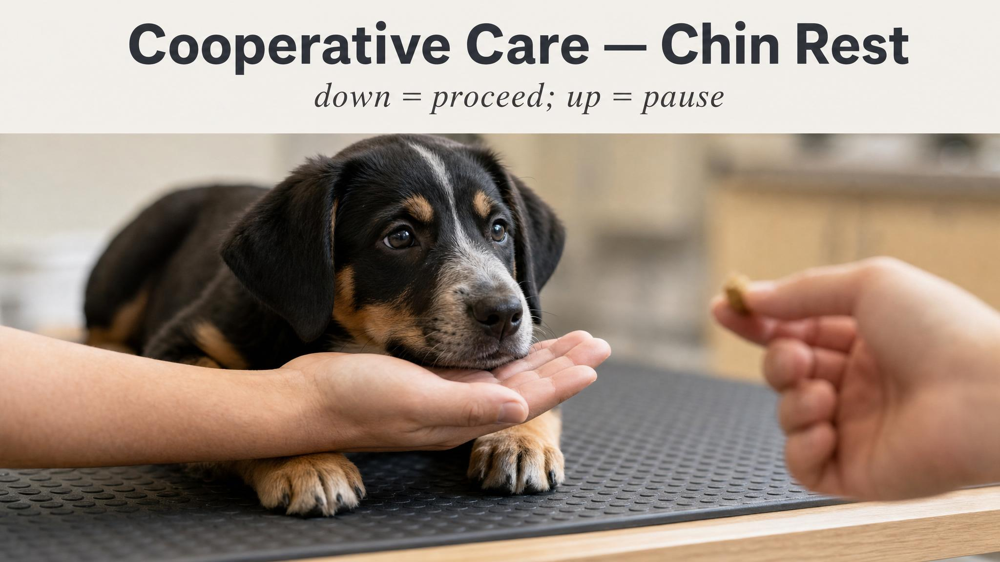 Cooperative Care — Chin Rest
down = proceed; up = pause